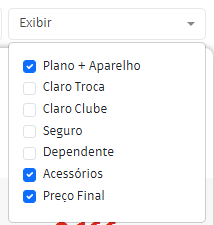 Exibir
Plano + Aparelho
Claro Troca
Claro Clube
Seguro
Dependente
Acessórios
Preço Final